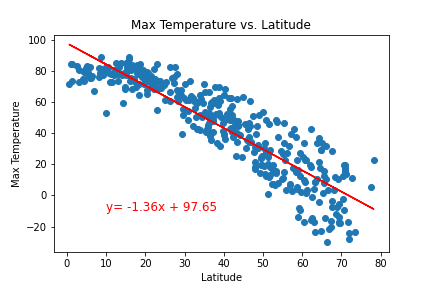 Max Temperature vs. Latitude
100
80
60
40
20
0
−20
Max Temperature
y= -1.36x + 97.65
0 10 20 30 40 50 60 70 80
Latitude